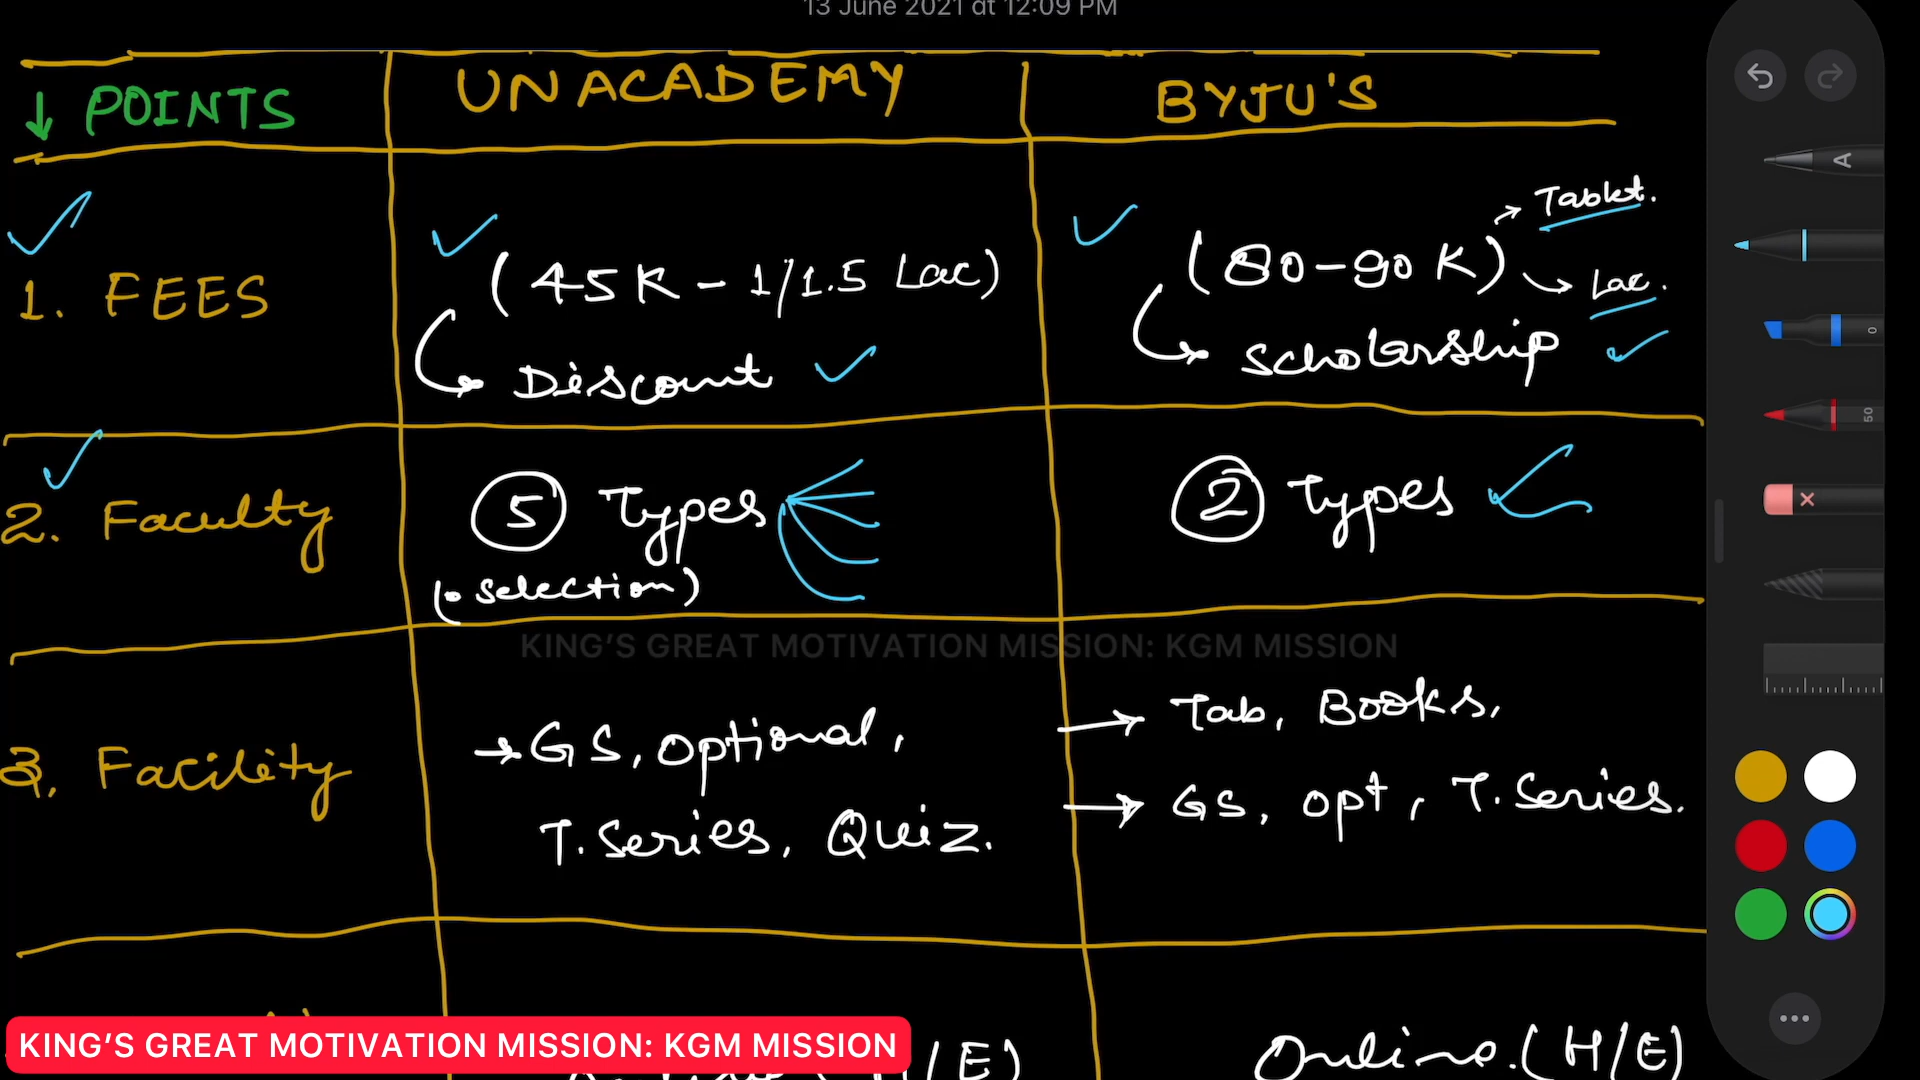 13 June 2021 at 12:09 PM
↓ POINTS
UNACADEMY
BYJU'S
1. FEES
(45K - 1/1.5 Lac)
→ Discount
(80-90 K) → Tablet.
→ Lac.
→ Scholarship
2. Faculty
5 Types
(• Selection)
2 Types
KING'S GREAT MOTIVATION MISSION: KGM MISSION
3. Facility
→ GS, Optional,
T. Series, Quiz.
→ Tab, Books,
→ GS, opt, T. Series.
KING'S GREAT MOTIVATION MISSION: KGM MISSION
H/E)
Online. (H/E)
A
0
50